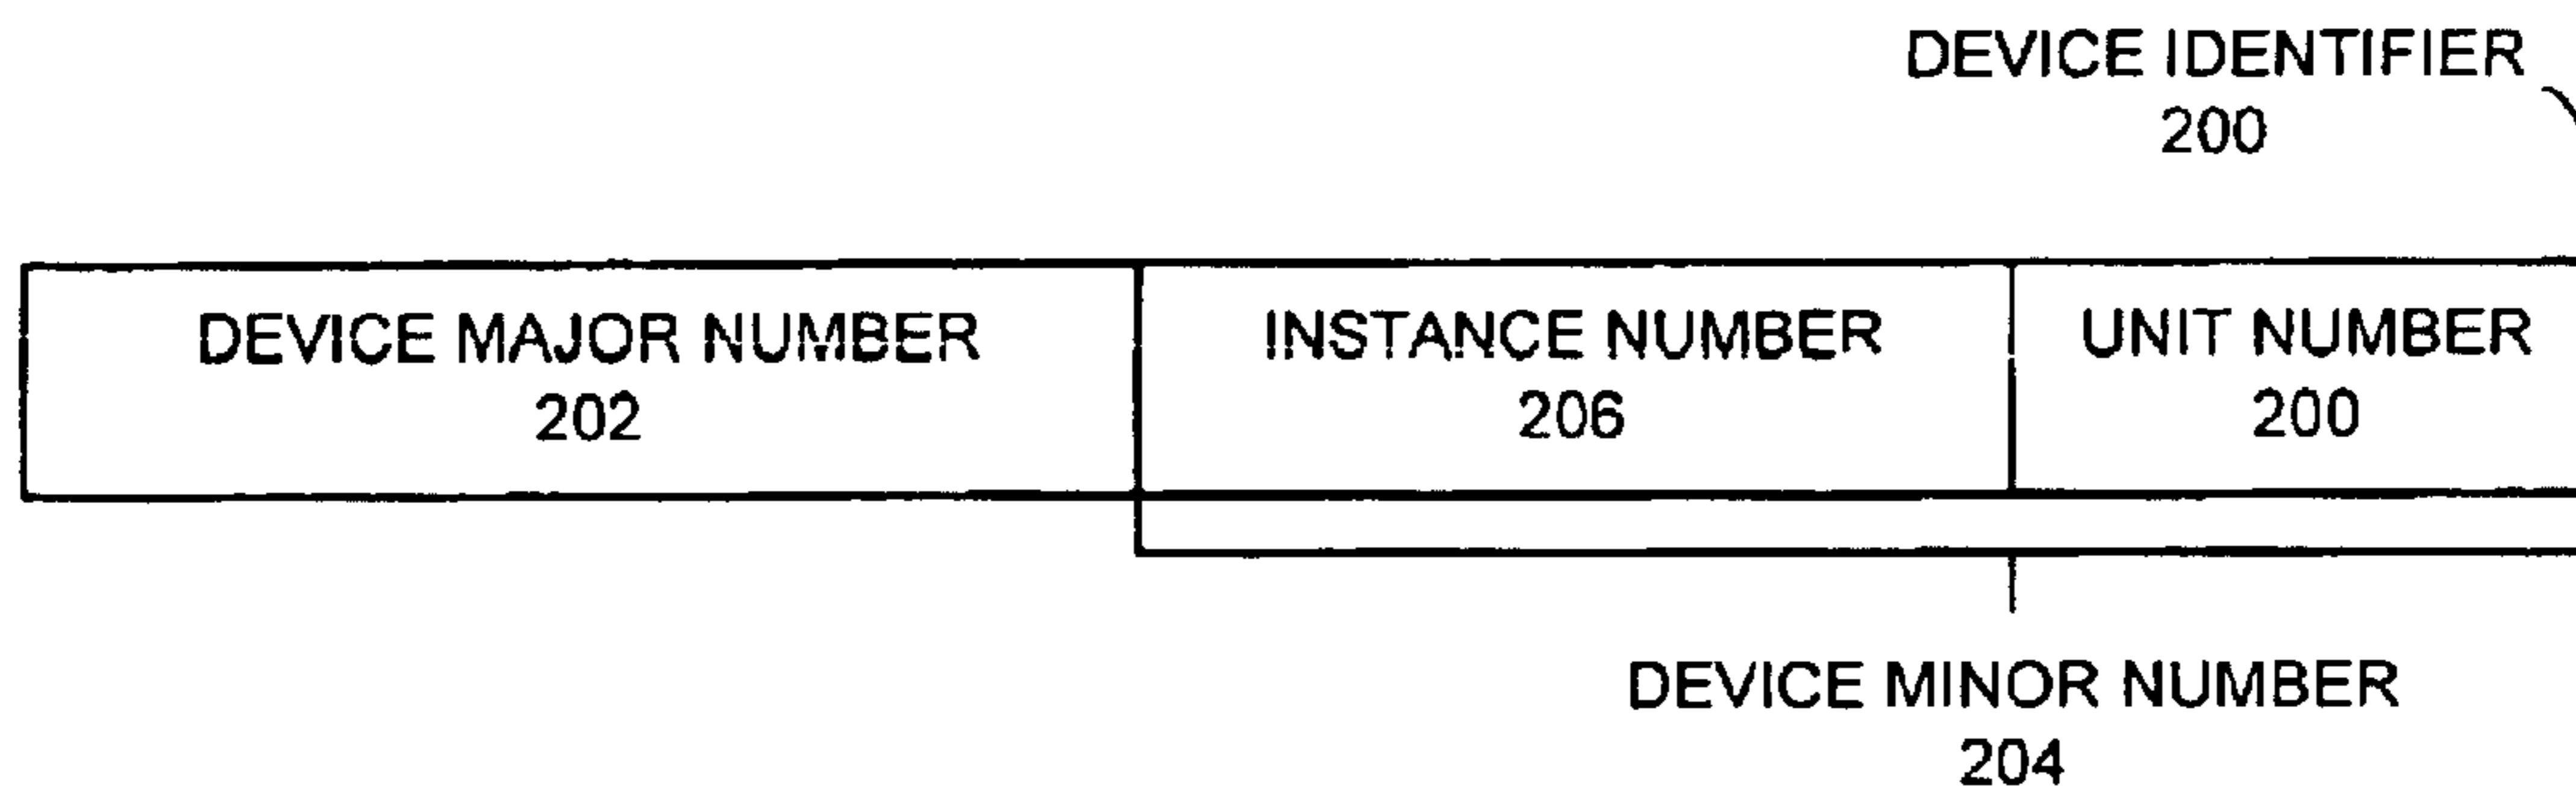 DEVICE IDENTIFIER
200
DEVICE MAJOR NUMBER
202
INSTANCE NUMBER
206
UNIT NUMBER
200
DEVICE MINOR NUMBER
204